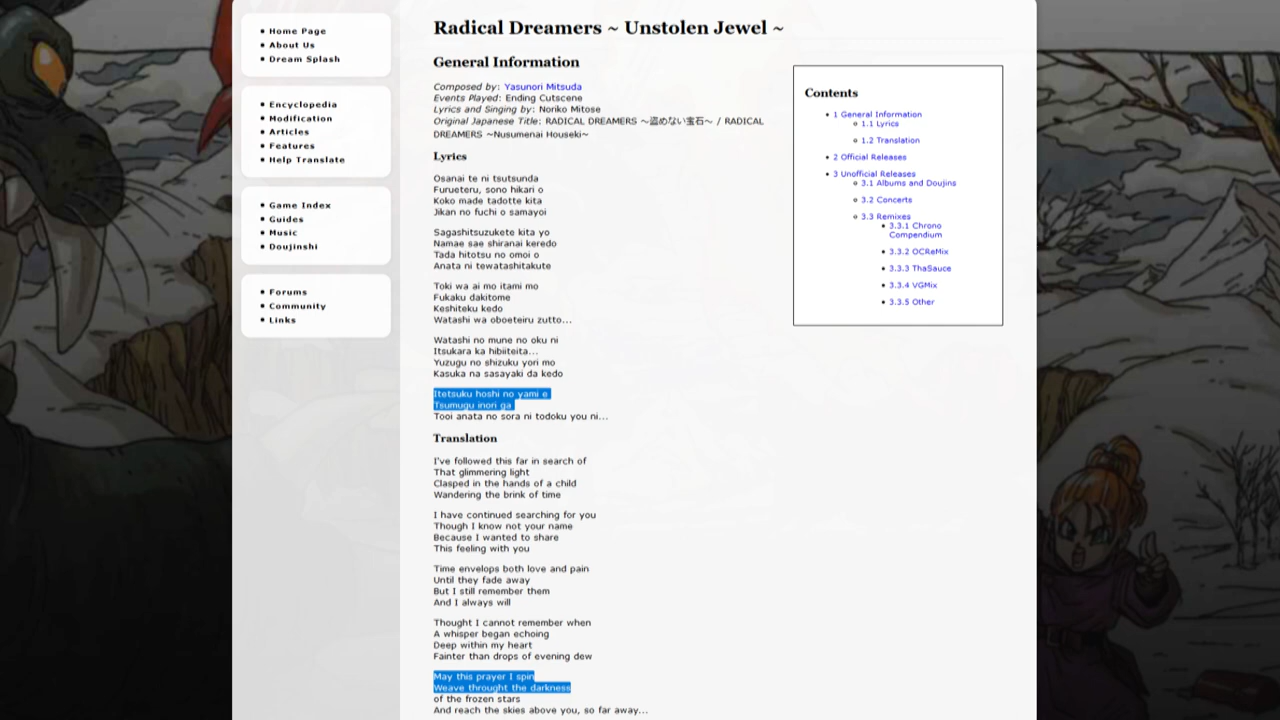 Home Page
About Us
Dream Splash
Encyclopedia
Modification
Articles
Features
Help Translate
Game Index
Guides
Music
Doujinshi
Forums
Community
Links
Radical Dreamers ~ Unstolen Jewel ~
General Information
Composed by: Yasunori Mitsuda
Events Played: Ending Cutscene
Lyrics and Singing by: Noriko Mitose
Original Japanese Title: RADICAL DREAMERS 〜盗めない宝石〜 / RADICAL
DREAMERS ~Nusumenai Houseki~
Lyrics
Osanai te ni tsutsunda
Furueteru, sono hikari o
Koko made tadotte kita
Jikan no fuchi o samayoi
Sagashitsuzukete kita yo
Namae sae shiranai keredo
Tada hitotsu no omoi o
Anata ni tewatashitakute
Toki wa ai mo itami mo
Fukaku dakitome
Keshiteku kedo
Watashi wa oboeteiru zutto...
Watashi no mune no oku ni
Itsukara ka hibiiteita...
Yuzugu no shizuku yori mo
Kasuka na sasayaki da kedo
Itetsuku hoshi no yami e
Tsumugu inori ga
Tooi anata no sora ni todoku you ni...
Translation
I've followed this far in search of
That glimmering light
Clasped in the hands of a child
Wandering the brink of time
I have continued searching for you
Though I know not your name
Because I wanted to share
This feeling with you
Time envelops both love and pain
Until they fade away
But I still remember them
And I always will
Thought I cannot remember when
A whisper began echoing
Deep within my heart
Fainter than drops of evening dew
May this prayer I spin
Weave throught the darkness
of the frozen stars
And reach the skies above you, so far away...
Contents
1 General Information
1.1 Lyrics
1.2 Translation
2 Official Releases
3 Unofficial Releases
3.1 Albums and Doujins
3.2 Concerts
3.3 Remixes
3.3.1 Chrono
Compendium
3.3.2 OCReMix
3.3.3 ThaSauce
3.3.4 VGMix
3.3.5 Other